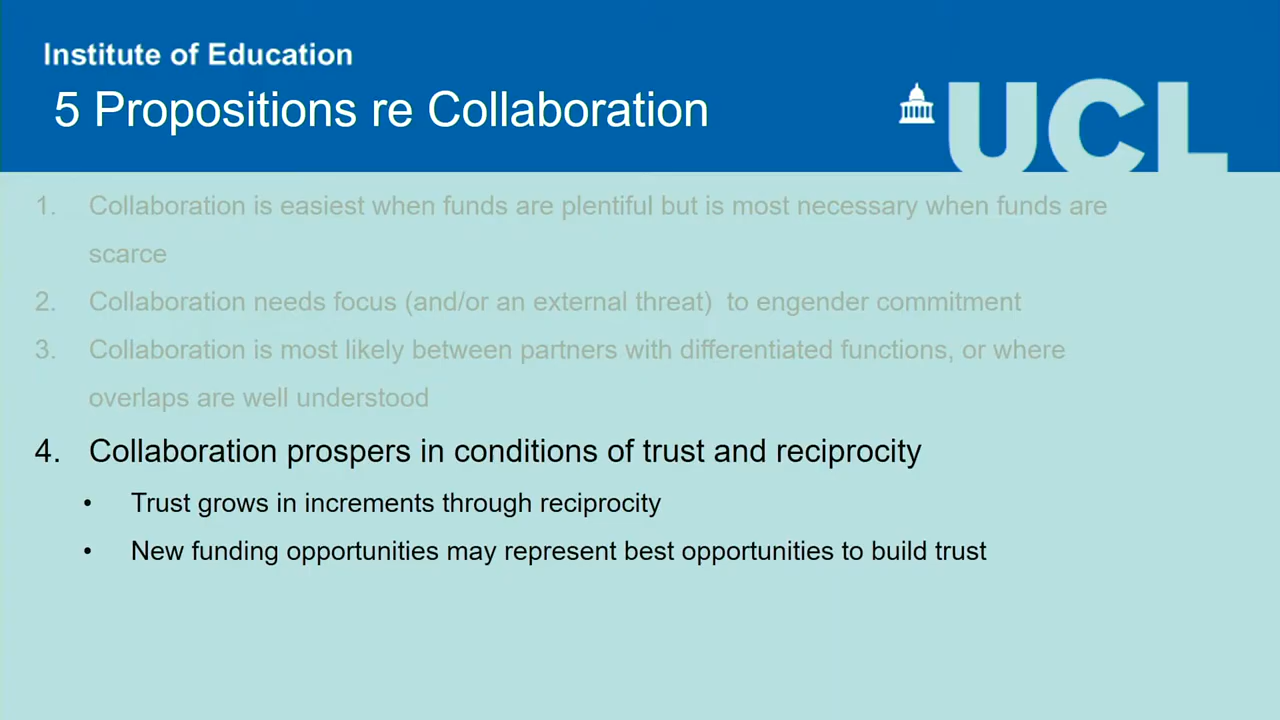 Institute of Education
5 Propositions re Collaboration
UCL
1. Collaboration is easiest when funds are plentiful but is most necessary when funds are
scarce
2. Collaboration needs focus (and/or an external threat) to engender commitment
3. Collaboration is most likely between partners with differentiated functions, or where
overlaps are well understood
4. Collaboration prospers in conditions of trust and reciprocity
• Trust grows in increments through reciprocity
• New funding opportunities may represent best opportunities to build trust